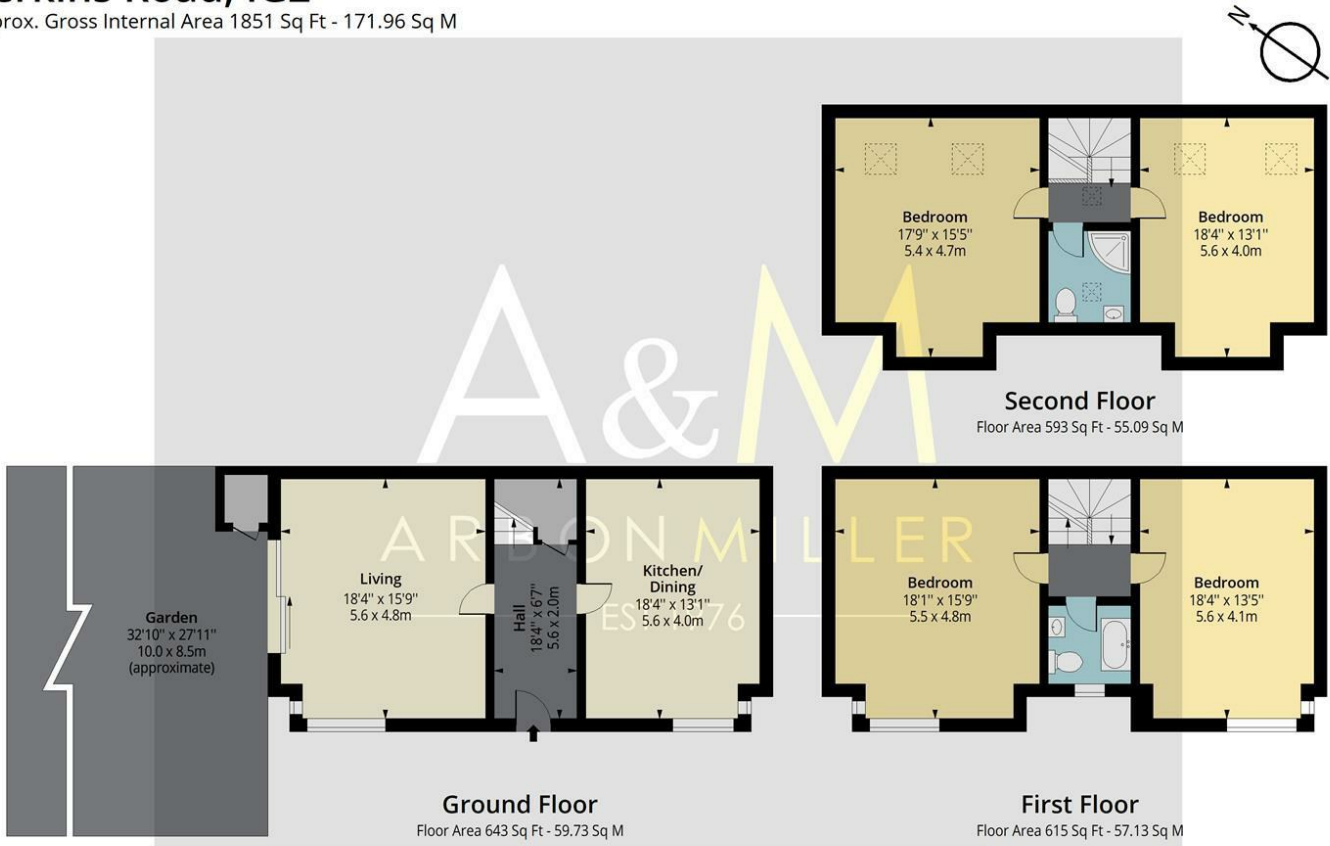 Approx. Gross Internal Area 1851 Sq Ft - 171.96 Sq M
N
Bedroom
17'9" x 15'5"
5.4 x 4.7m
Bedroom
18'4" x 13'1"
5.6 x 4.0m
Second Floor
Floor Area 593 Sq Ft - 55.09 Sq M
A&M
ARBON MILLER
Garden
32'10" x 27'11"
10.0 x 8.5m
(approximate)
Living
18'4" x 15'9"
5.6 x 4.8m
Hall
18'4" x 6'7"
5.6 x 2.0m
Kitchen/
Dining
18'4" x 13'1"
5.6 x 4.0m
Ground Floor
Floor Area 643 Sq Ft - 59.73 Sq M
Bedroom
18'1" x 15'9"
5.5 x 4.8m
Bedroom
18'4" x 13'5"
5.6 x 4.1m
First Floor
Floor Area 615 Sq Ft - 57.13 Sq M